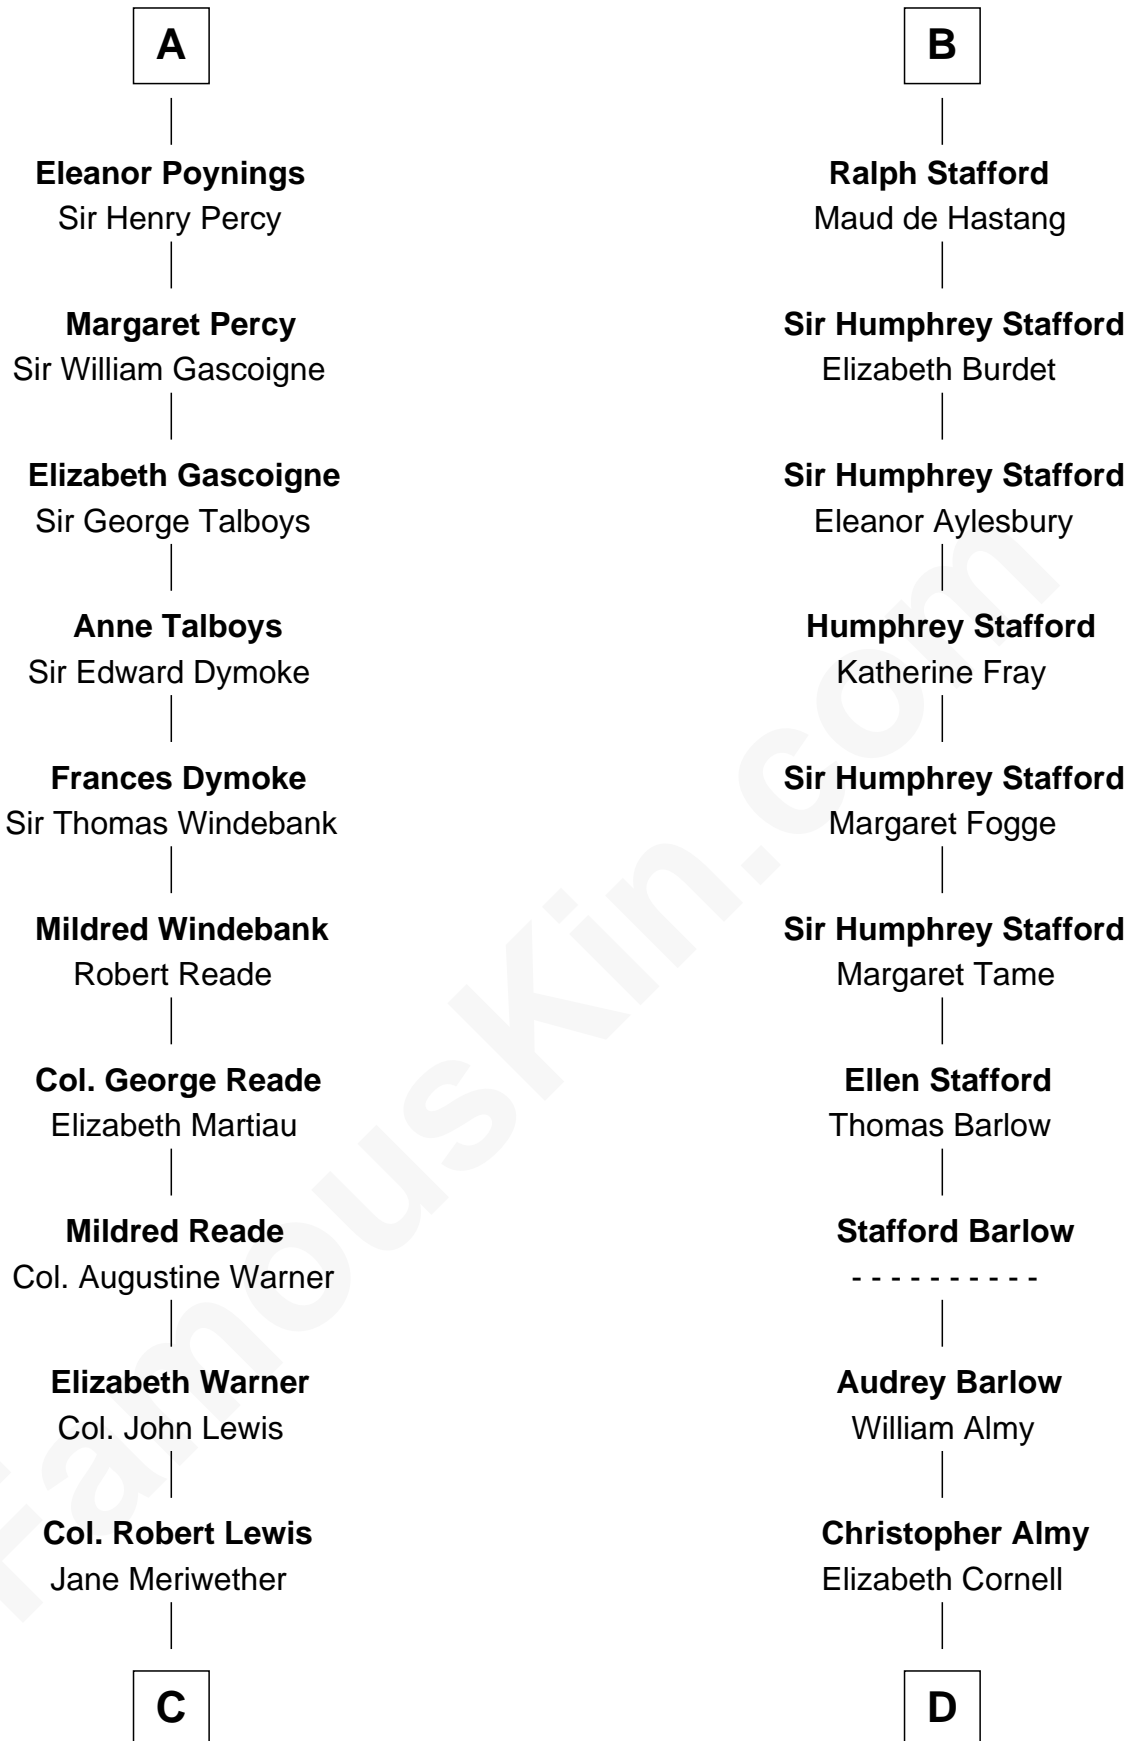 A
Eleanor Poynings
Sir Henry Percy
Margaret Percy
Sir William Gascoigne
Elizabeth Gascoigne
Sir George Talboys
Anne Talboys
Sir Edward Dymoke
Frances Dymoke
Sir Thomas Windebank
Mildred Windebank
Robert Reade
Col. George Reade
Elizabeth Martiau
Mildred Reade
Col. Augustine Warner
Elizabeth Warner
Col. John Lewis
Col. Robert Lewis
Jane Meriwether
C
B
Ralph Stafford
Maud de Hastang
Sir Humphrey Stafford
Elizabeth Burdet
Sir Humphrey Stafford
Eleanor Aylesbury
Humphrey Stafford
Katherine Fray
Sir Humphrey Stafford
Margaret Fogge
Sir Humphrey Stafford
Margaret Tame
Ellen Stafford
Thomas Barlow
Stafford Barlow
- - - - - - - - - -
Audrey Barlow
William Almy
Christopher Almy
Elizabeth Cornell
D
FamousKin.com